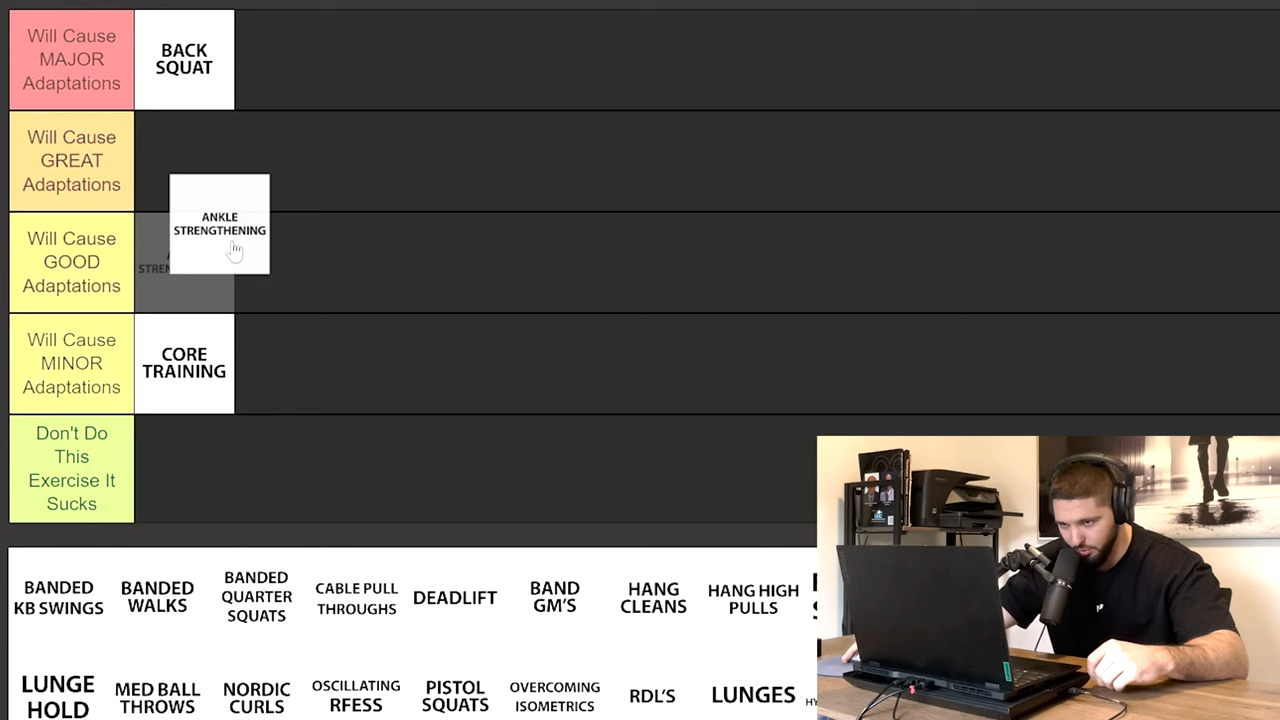 Will Cause
MAJOR
Adaptations
BACK
SQUAT
Will Cause
GREAT
Adaptations
ANKLE
STRENGTHENING
Will Cause
GOOD
Adaptations
Will Cause
MINOR
Adaptations
CORE
TRAINING
Don't Do
This
Exercise It
Sucks
BANDED
KB SWINGS
BANDED
WALKS
BANDED
QUARTER
SQUATS
CABLE PULL
THROUGHS
DEADLIFT
BAND
GM'S
HANG
CLEANS
HANG HIGH
PULLS
LUNGE
HOLD
MED BALL
THROWS
NORDIC
CURLS
OSCILLATING
RFESS
PISTOL
SQUATS
OVERCOMING
ISOMETRICS
RDL'S
LUNGES